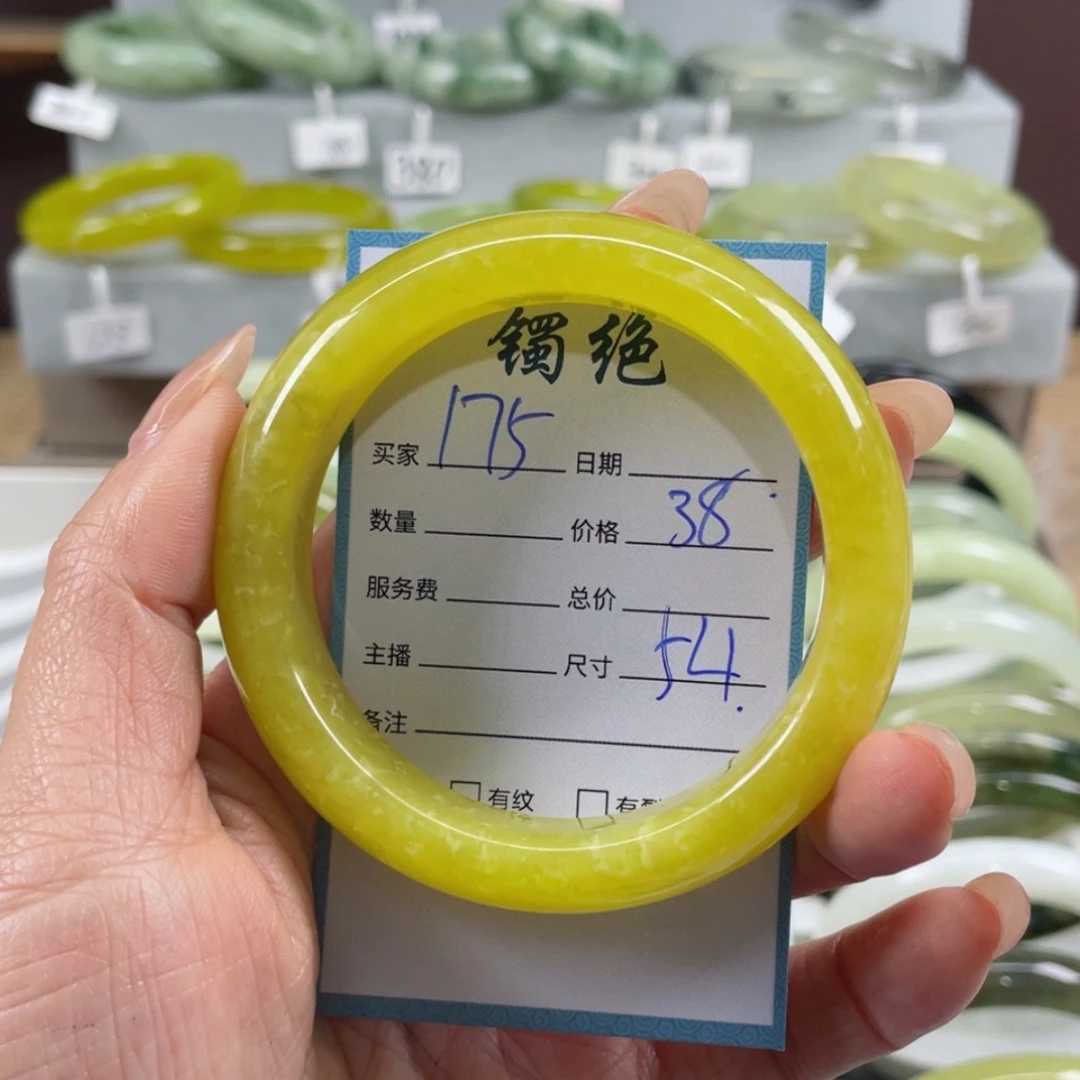 镯绝
买家 175 日期
数量 价格 38
服务费 总价
主播 尺寸 54.
备注
有纹 有裂